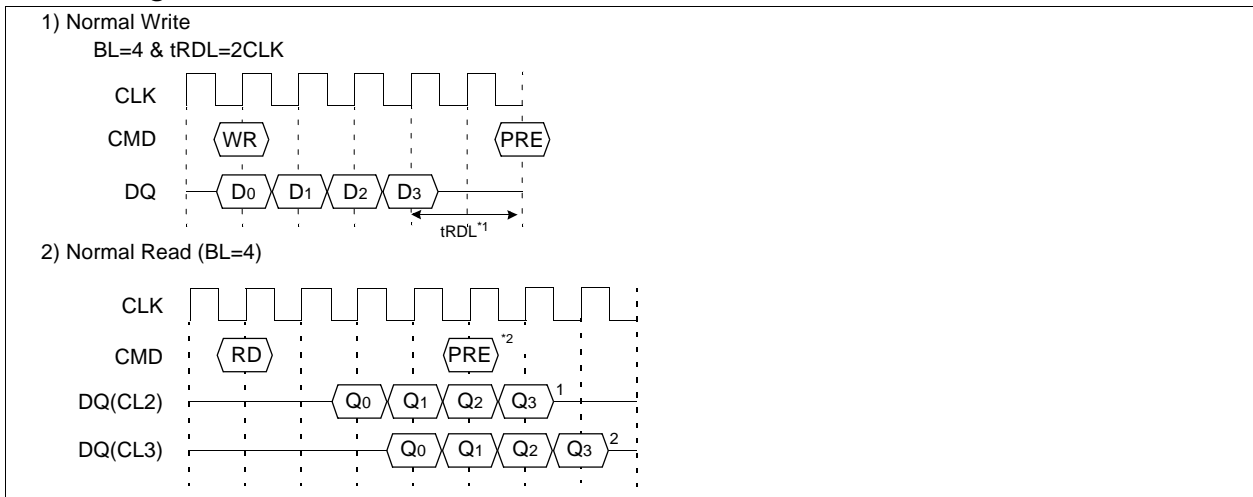 1) Normal Write
BL=4 & tRDL=2CLK
CLK
CMD WR PRE
DQ D0 D1 D2 D3
tRDL*1
2) Normal Read (BL=4)
CLK
CMD RD PRE *2
DQ(CL2) Q0 Q1 Q2 Q3 1
DQ(CL3) Q0 Q1 Q2 Q3 2